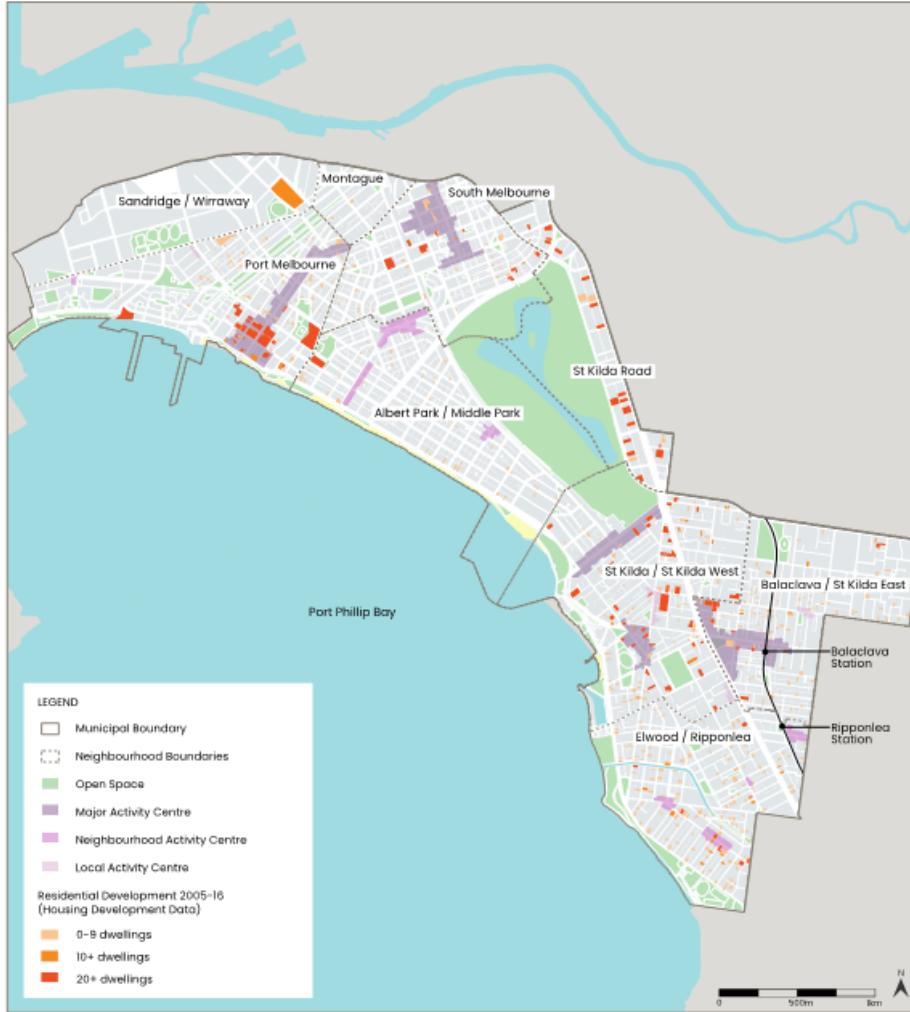 Montague
South Melbourne
Sandridge / Wirraway
Port Melbourne
St Kilda Road
Albert Park / Middle Park
St Kilda / St Kilda West
Balaclava / St Kilda East
Port Phillip Bay
Balaclava
Station
Ripponlea
Station
Elwood / Ripponlea
LEGEND
Municipal Boundary
Neighbourhood Boundaries
Open Space
Major Activity Centre
Neighbourhood Activity Centre
Local Activity Centre
Residential Development 2005-16
(Housing Development Data)
0-9 dwellings
10+ dwellings
20+ dwellings
N
0 500m 1km